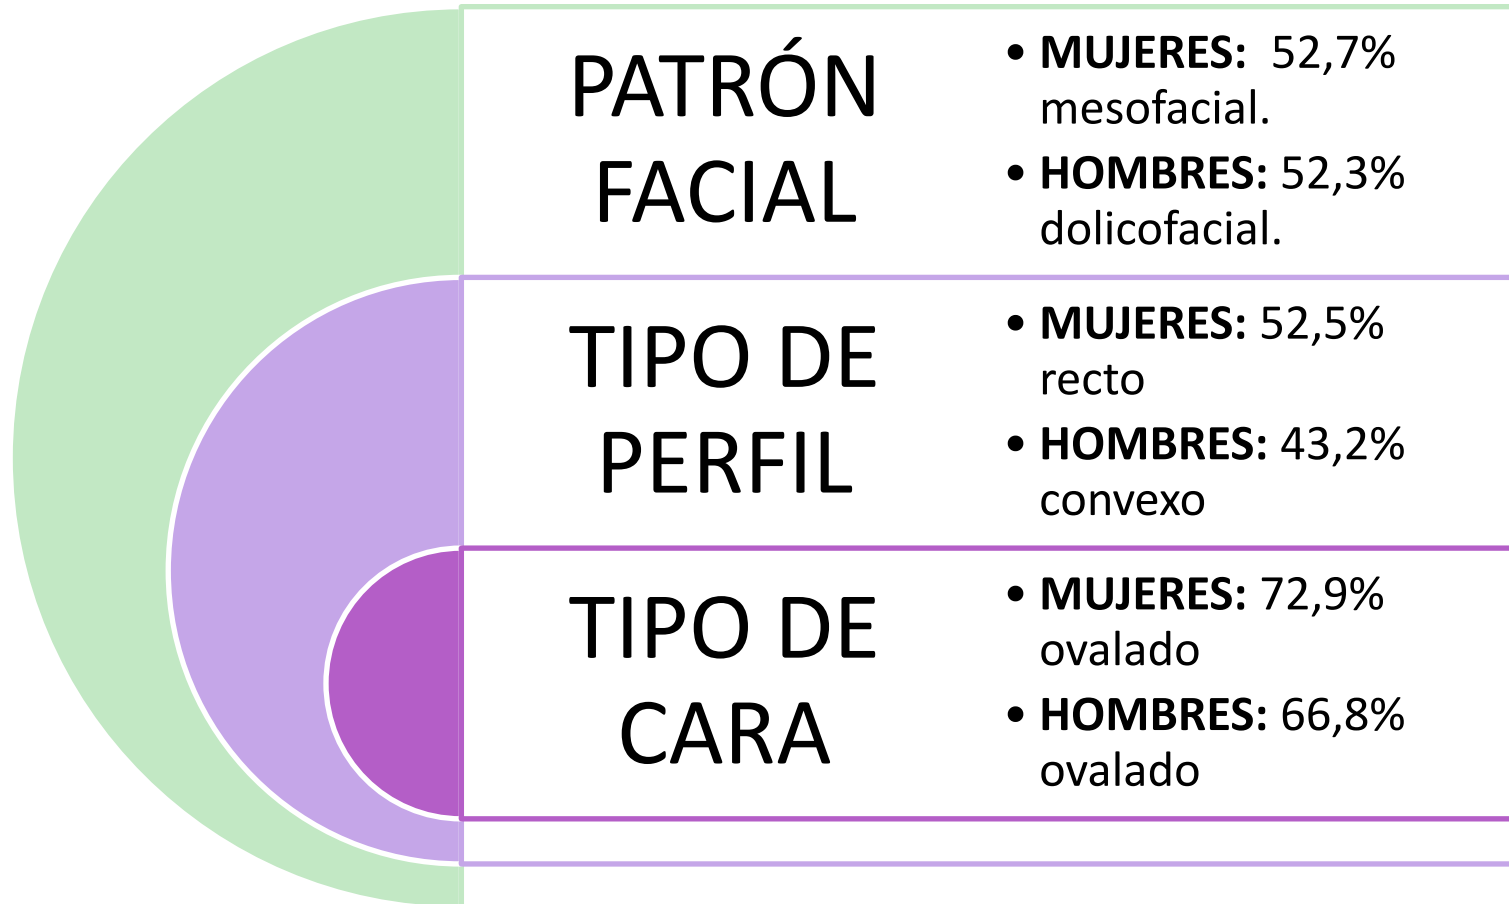 PATRÓN
FACIAL
• MUJERES: 52,7%
mesofacial.
• HOMBRES: 52,3%
dolicofacial.
TIPO DE
PERFIL
• MUJERES: 52,5%
recto
• HOMBRES: 43,2%
convexo
TIPO DE
CARA
• MUJERES: 72,9%
ovalado
• HOMBRES: 66,8%
ovalado